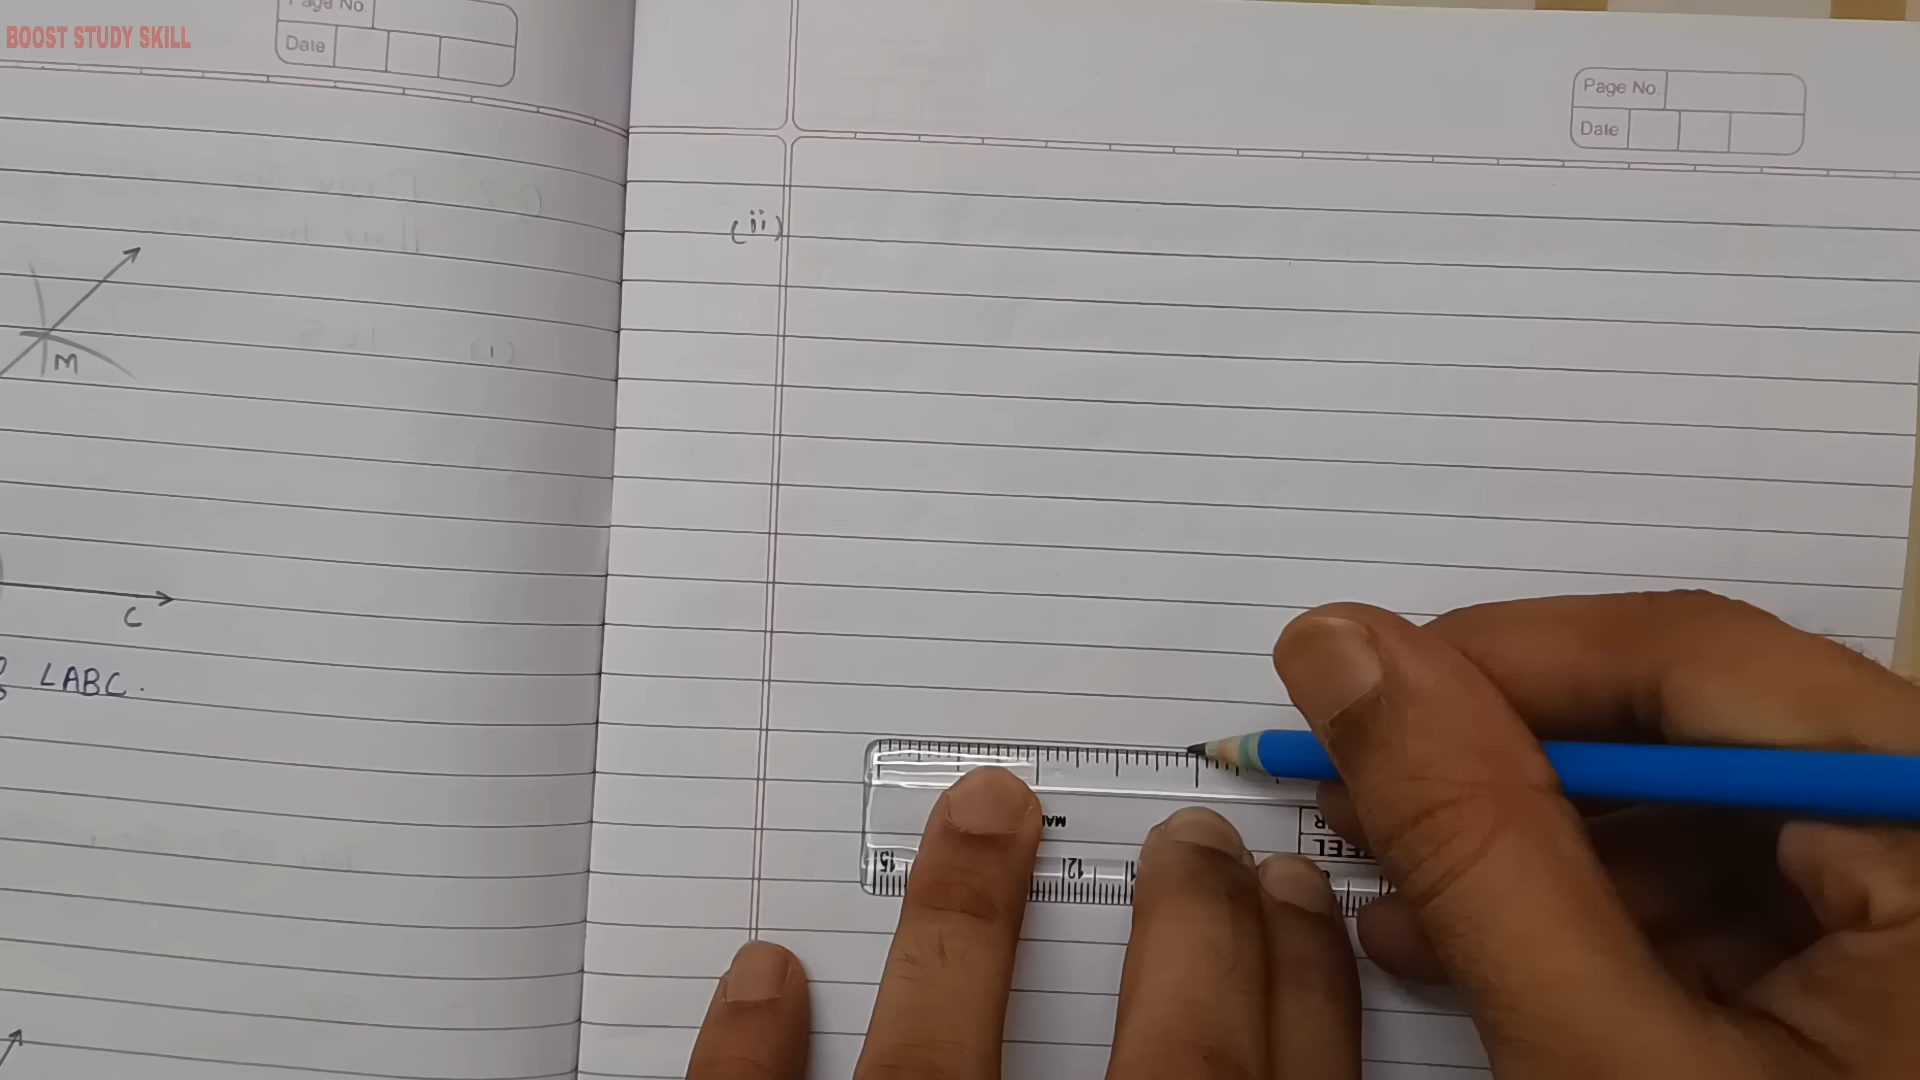 BOOST STUDY SKILL
Page No.
Date
M
C
LABC.
Page No.
Date
(ii)
15
12